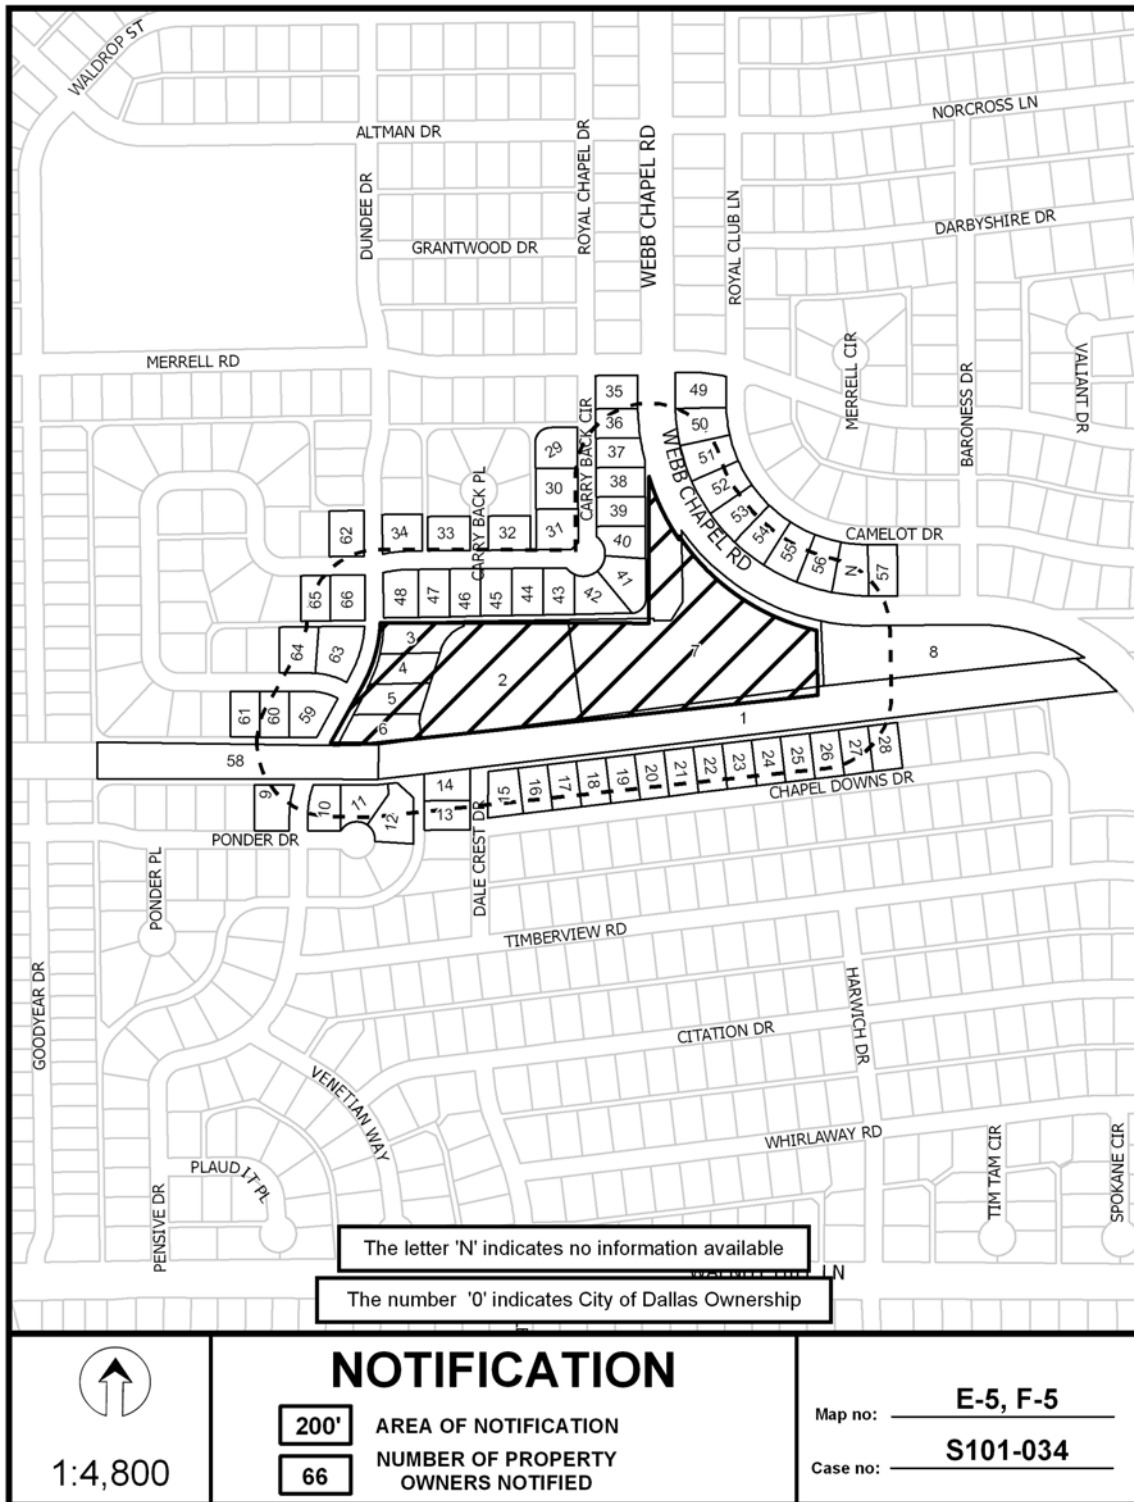 WALDROP ST
NORCROSS LN
ALTMAN DR
ROYAL CHAPEL DR
WEBB CHAPEL RD
DUNDEE DR
ROYAL CLUB LN
DARBYSHIRE DR
GRANTWOOD DR
MERRELL RD
MERRELL CIR
VALIANT DR
BARONESS DR
35
49
CARRY BACK CIR
36
50
29
37
51
WEBB CHAPEL RD
38
52
30
CARRY BACK PL
39
53
62
34
33
32
31
40
54
CAMELOT DR
55
56
N
57
41
65
66
48
47
46
45
44
43
42
3
64
63
4
2
7
8
5
61
60
59
6
1
58
28
27
26
25
24
23
22
21
20
19
18
17
16
15
14
CHAPEL DOWNS DR
9
10
11
12
13
PONDER DR
PONDER PL
DALE CREST DR
TIMBERVIEW RD
GOODYEAR DR
HARWICH DR
CITATION DR
VENETIAN WAY
WHIRLAWAY RD
TIM TAM CIR
SPOKANE CIR
PLAUDIT PL
PENSIVE DR
The letter 'N' indicates no information available
WALNUT HILL LN
The number '0' indicates City of Dallas Ownership
NOTIFICATION
200' AREA OF NOTIFICATION
66 NUMBER OF PROPERTY
OWNERS NOTIFIED
1:4,800
Map no: E-5, F-5
Case no: S101-034